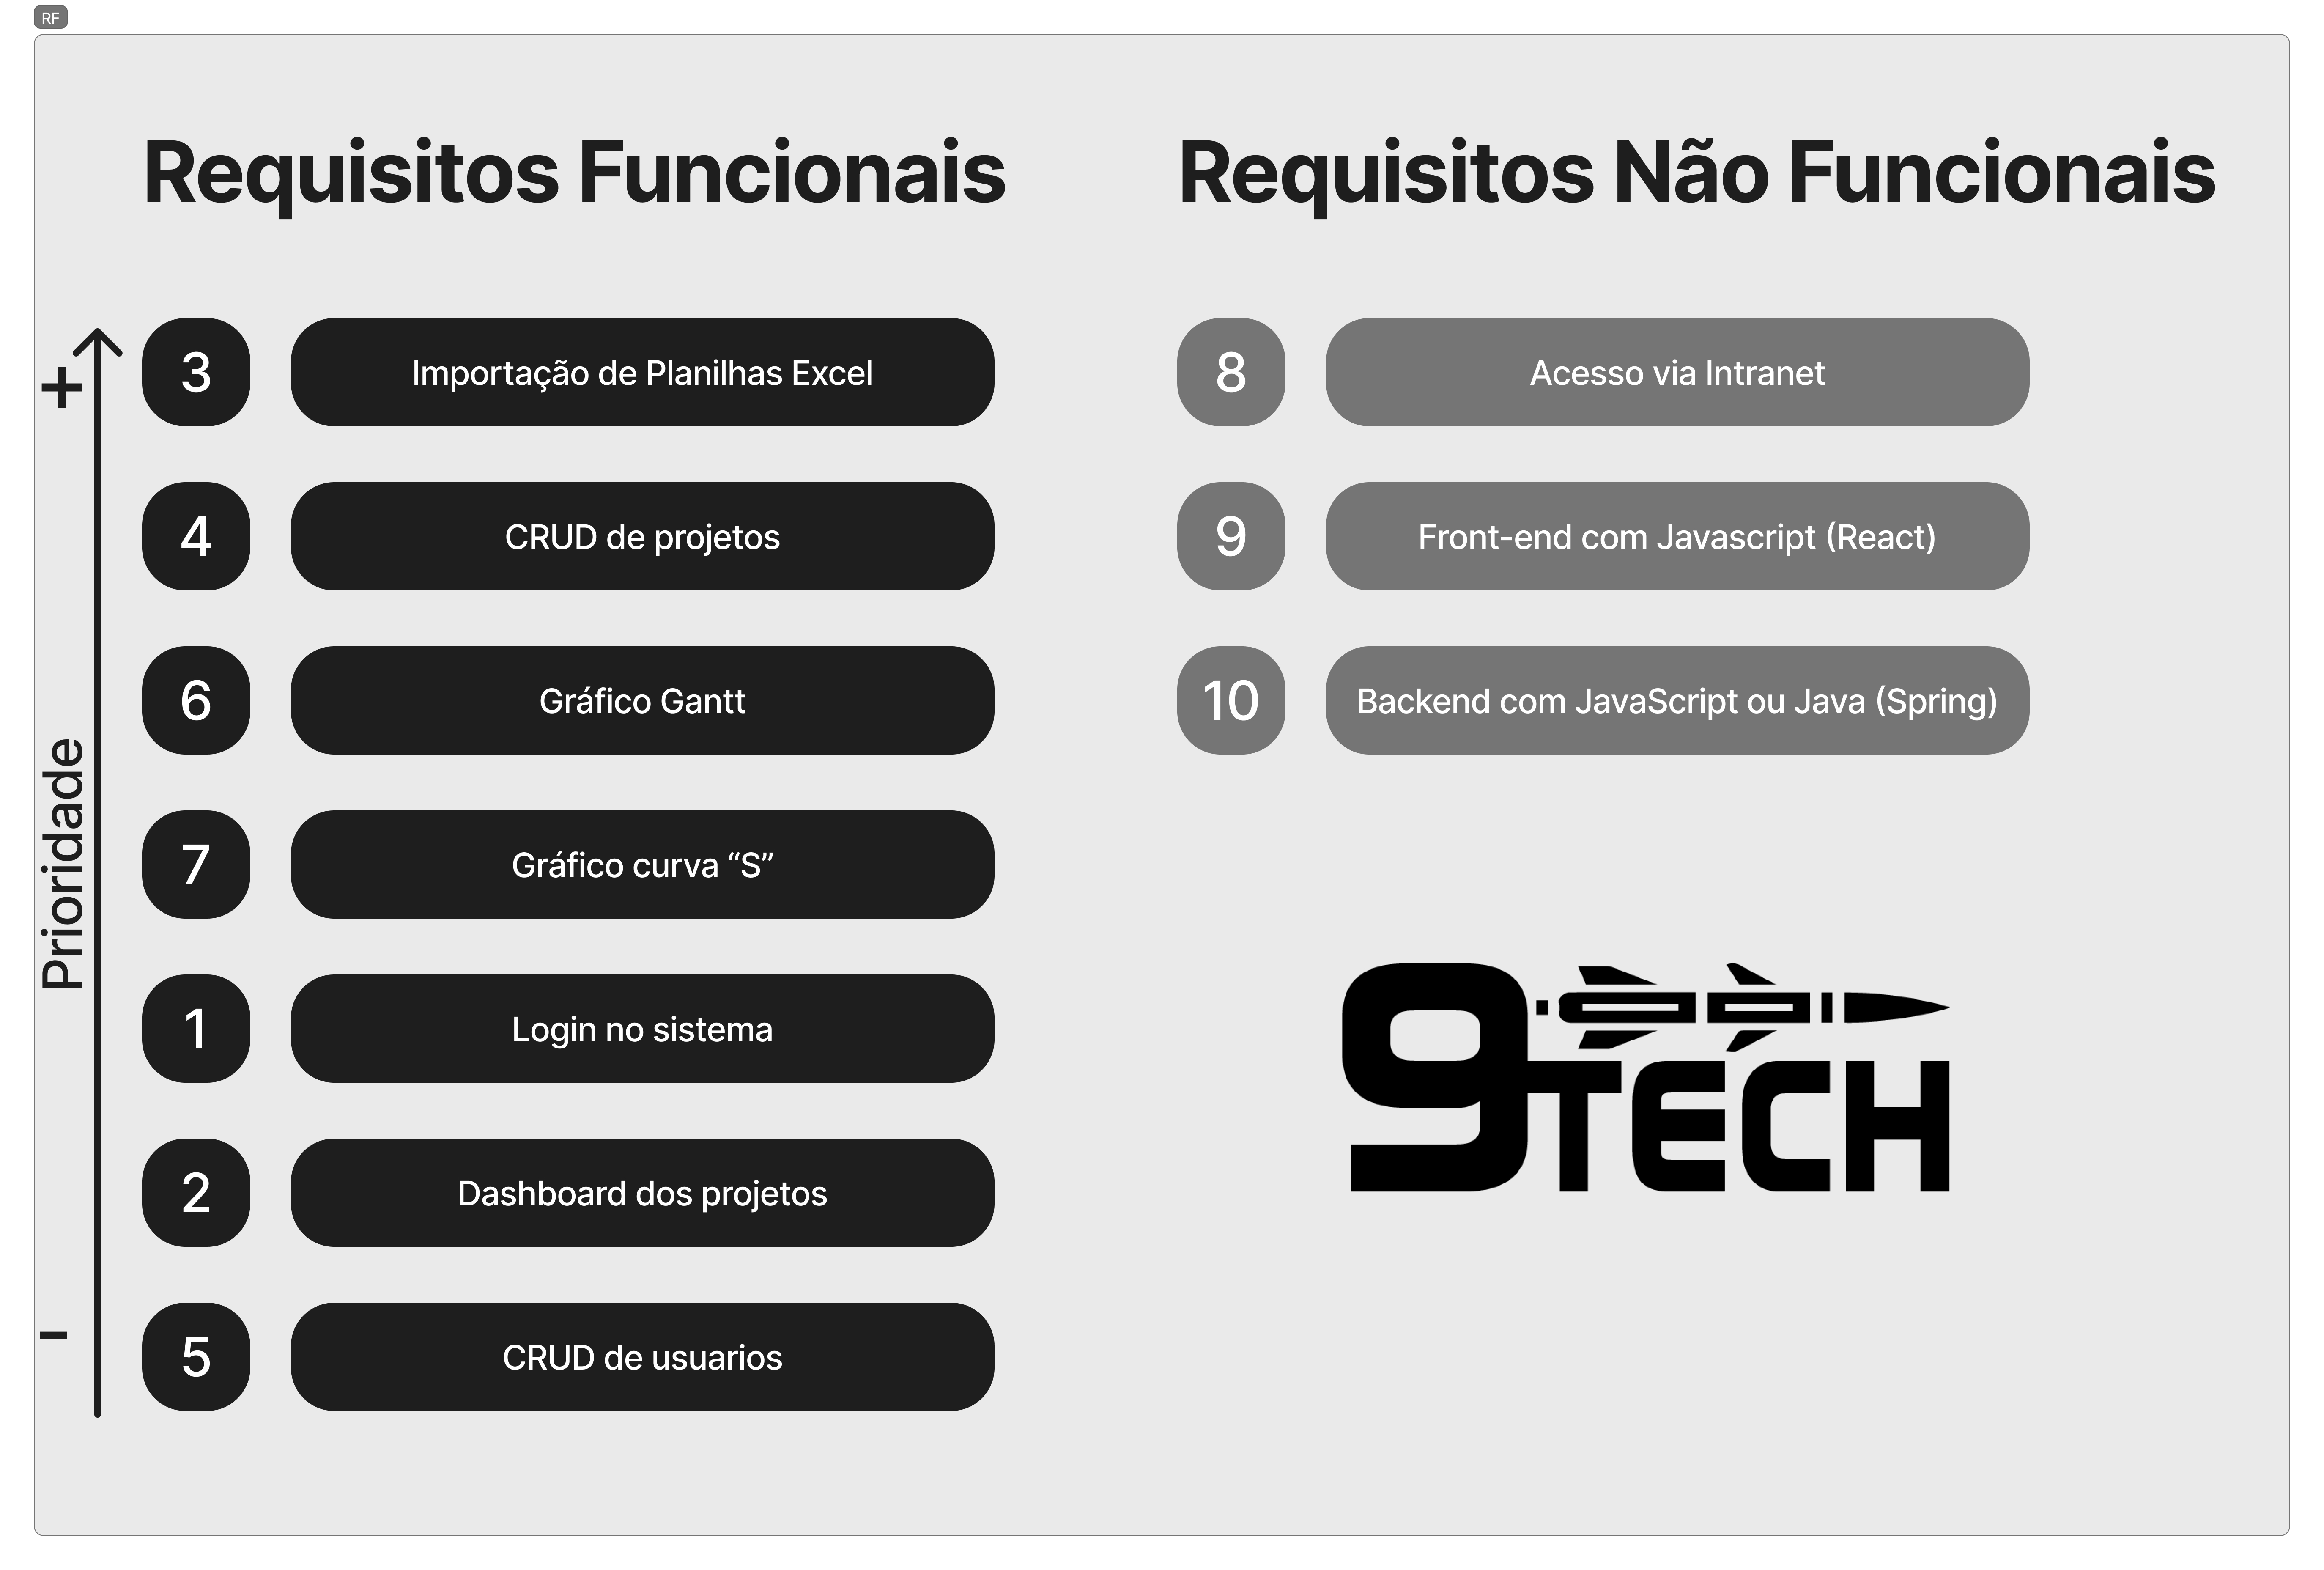 RF
Requisitos Funcionais
Requisitos Não Funcionais
+
Prioridade
-
3
Importação de Planilhas Excel
4
CRUD de projetos
6
Gráfico Gantt
7
Gráfico curva “S”
1
Login no sistema
2
Dashboard dos projetos
5
CRUD de usuarios
8
Acesso via Intranet
9
Front-end com Javascript (React)
10
Backend com JavaScript ou Java (Spring)
9TECH